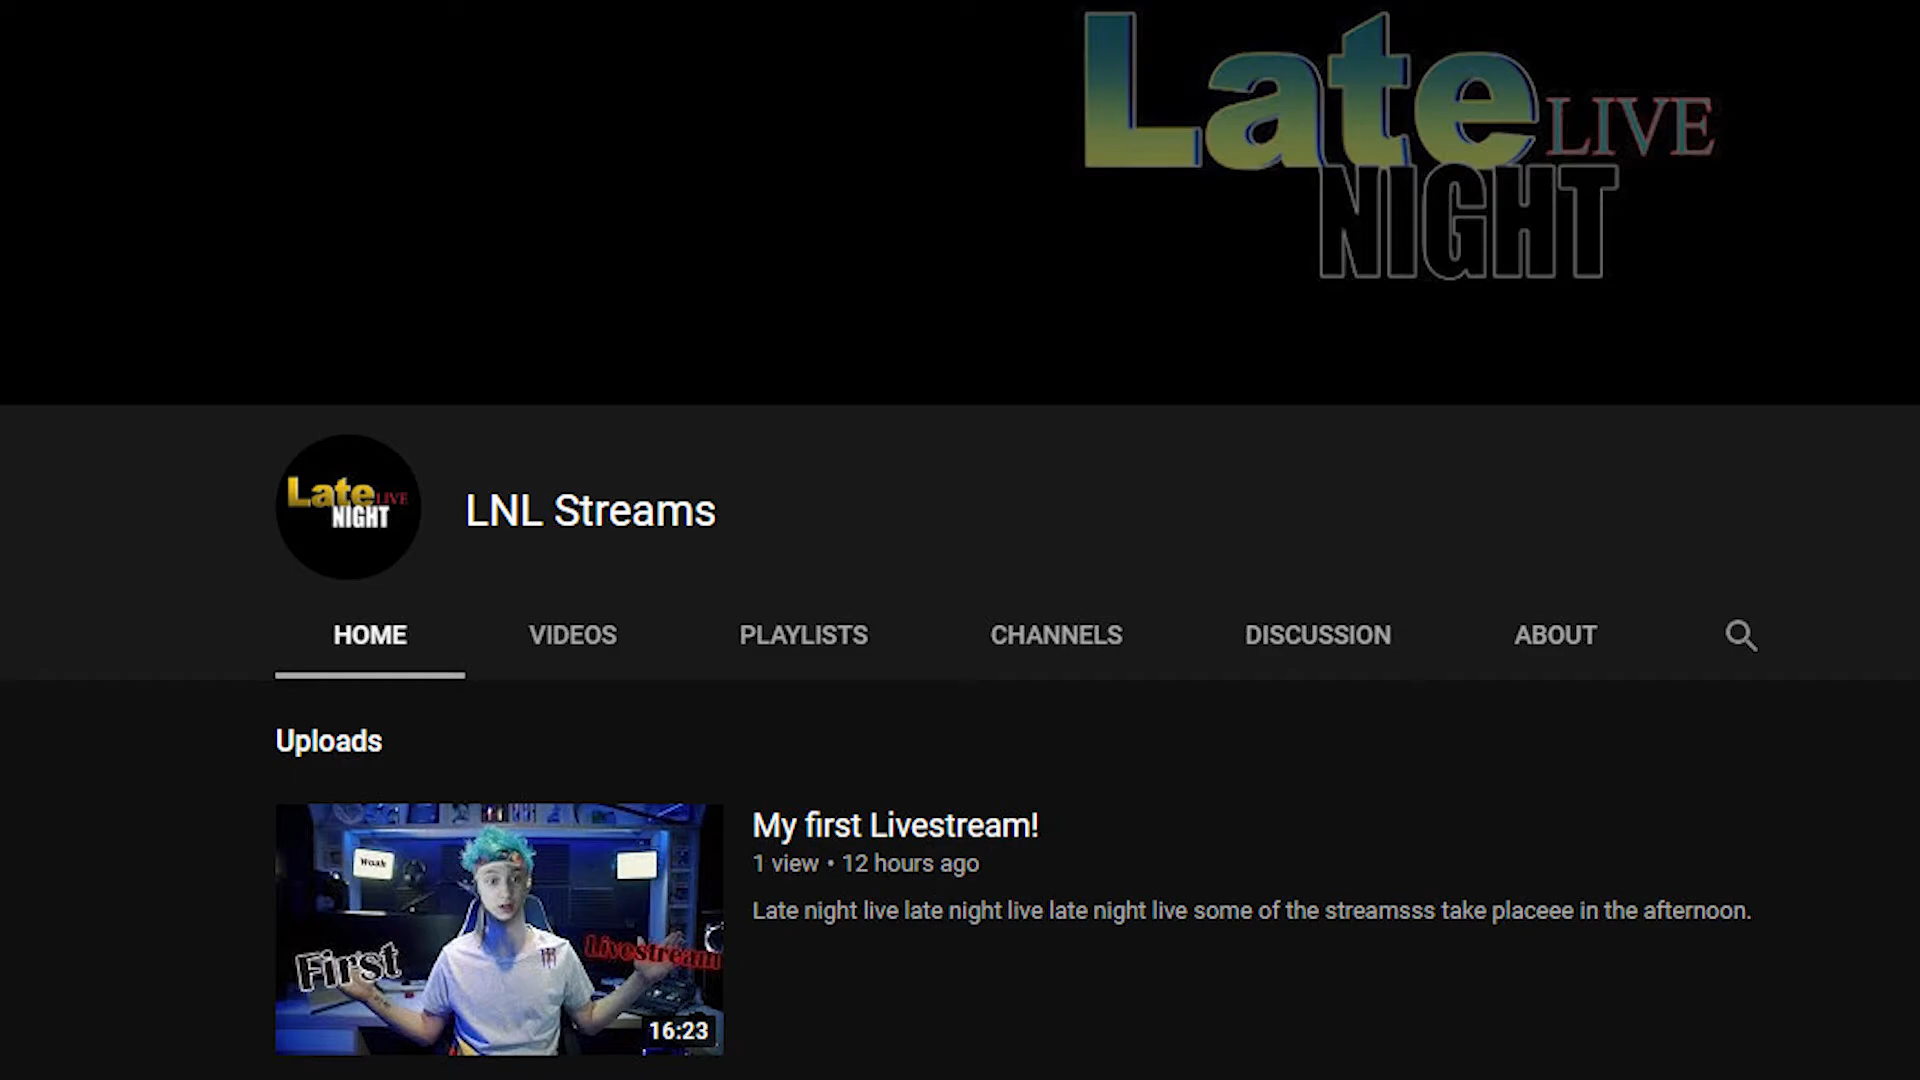 Late LIVE
NIGHT
Late LIVE
NIGHT
LNL Streams
HOME VIDEOS PLAYLISTS CHANNELS DISCUSSION ABOUT
Uploads
Woah
First
Livestream
16:23
My first Livestream!
1 view • 12 hours ago
Late night live late night live late night live some of the streamsss take placeee in the afternoon.